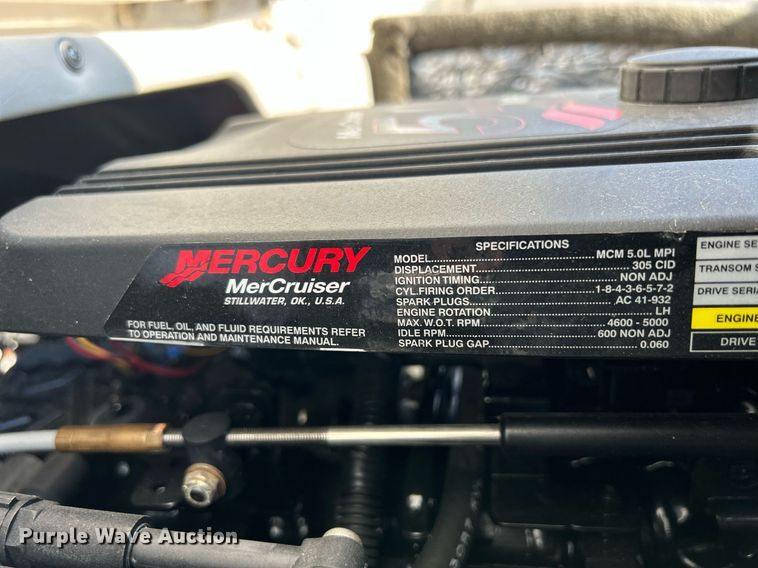 MERCURY
MerCruiser
STILLWATER, OK., U.S.A.
FOR FUEL, OIL, AND FLUID REQUIREMENTS REFER
TO OPERATION AND MAINTENANCE MANUAL.
SPECIFICATIONS
MODEL MCM 5.0L MPI
DISPLACEMENT 305 CID
IGNITION TIMING NON ADJ
CYL.FIRING ORDER 1-8-4-3-6-5-7-2
SPARK PLUGS AC 41-932
ENGINE ROTATION LH
MAX. W.O.T. RPM 4600 - 5000
IDLE RPM 600 NON ADJ
SPARK PLUG GAP 0.060
ENGINE SE
TRANSOM S
DRIVE SERIA
ENGINE
DRIVE
Purple Wave Auction